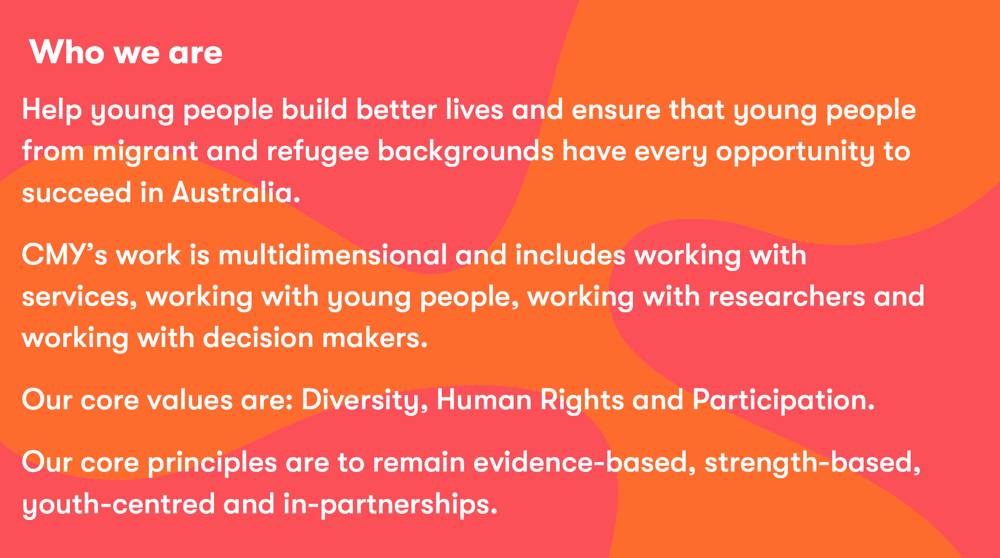 Who we are
Help young people build better lives and ensure that young people
from migrant and refugee backgrounds have every opportunity to
succeed in Australia.
CMY’s work is multidimensional and includes working with
services, working with young people, working with researchers and
working with decision makers.
Our core values are: Diversity, Human Rights and Participation.
Our core principles are to remain evidence-based, strength-based,
youth-centred and in-partnerships.